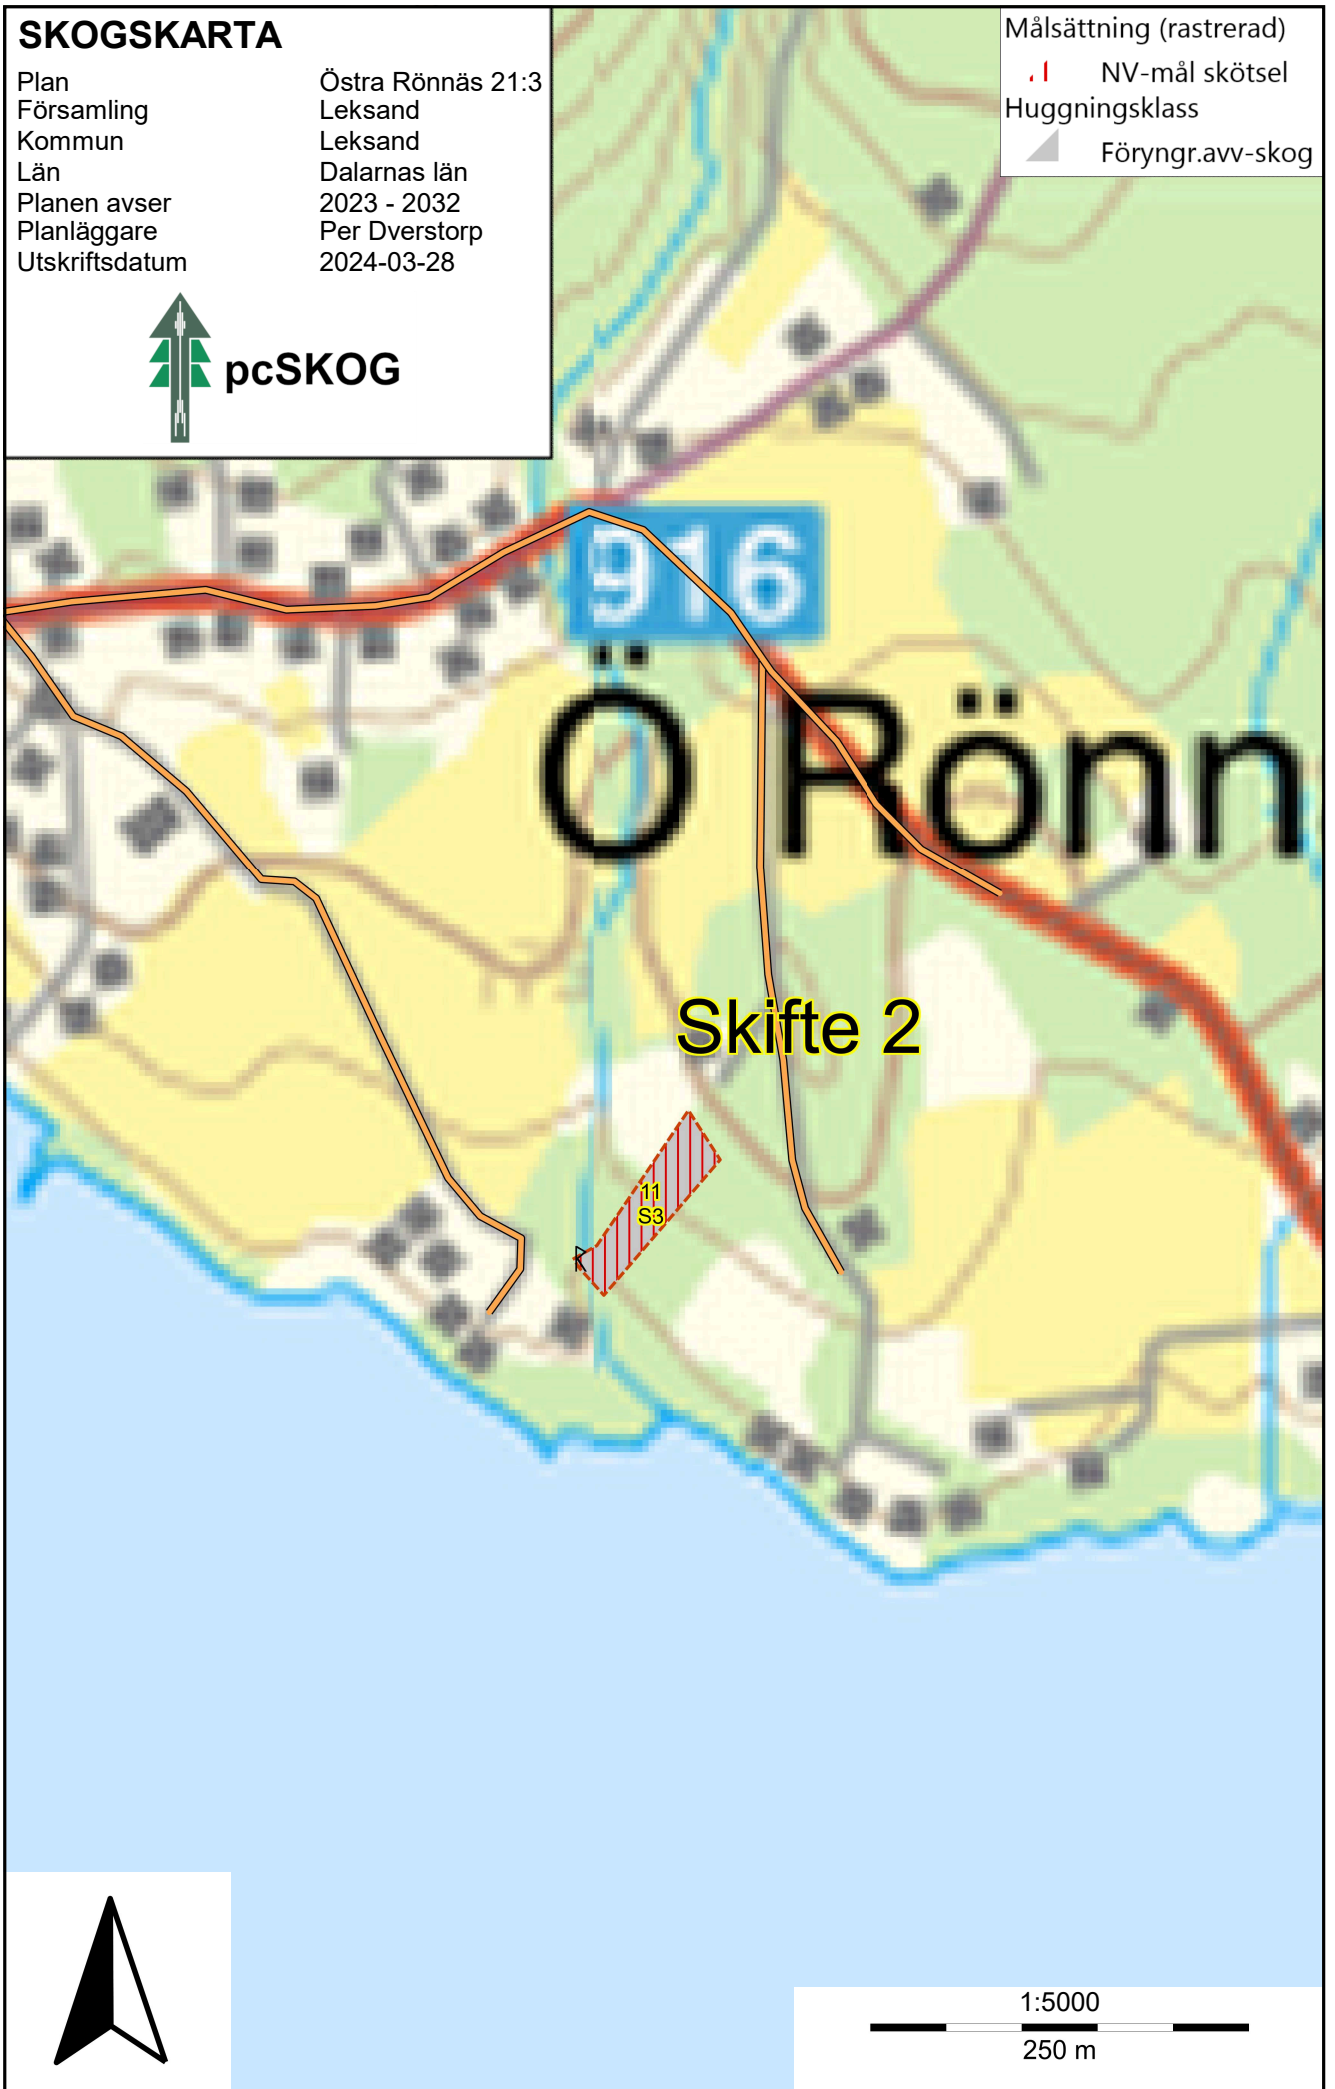 SKOGSKARTA
Plan Östra Rönnäs 21:3
Församling Leksand
Kommun Leksand
Län Dalarnas län
Planen avser 2023 - 2032
Planläggare Per Dverstorp
Utskriftsdatum 2024-03-28
pcSKOG
Målsättning (rastrerad)
NV-mål skötsel
Huggningsklass
Föryngr.avv-skog
916
Ö Rönn
Skifte 2
11
S3
R
1:5000
250 m